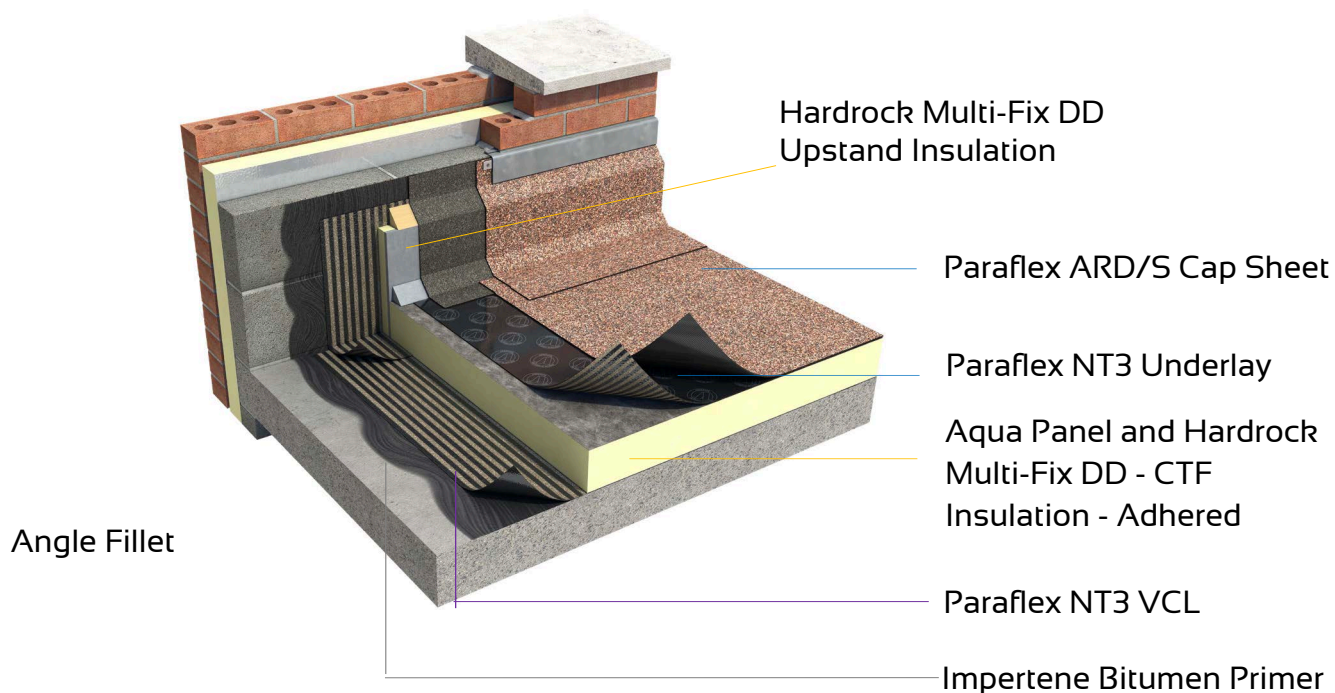 Hardrock Multi-Fix DD
Upstand Insulation
Paraflex ARD/S Cap Sheet
Paraflex NT3 Underlay
Aqua Panel and Hardrock
Multi-Fix DD - CTF
Insulation - Adhered
Angle Fillet
Paraflex NT3 VCL
Impertene Bitumen Primer